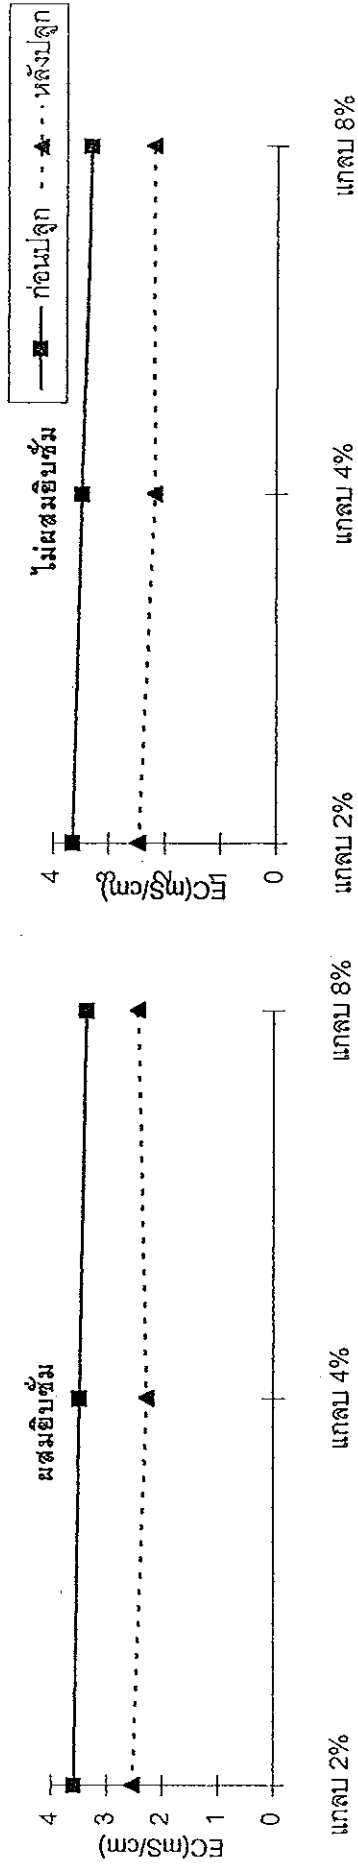 ผสมยิบซั่ม
EC(mS/cm)
4
3
2
1
0
แกลบ 2%
แกลบ 4%
แกลบ 8%
ไม่ผสมยิบซั่ม
ก่อนปลูก
หลังปลูก
EC(mS/cm)
4
3
2
1
0
แกลบ 2%
แกลบ 4%
แกลบ 8%